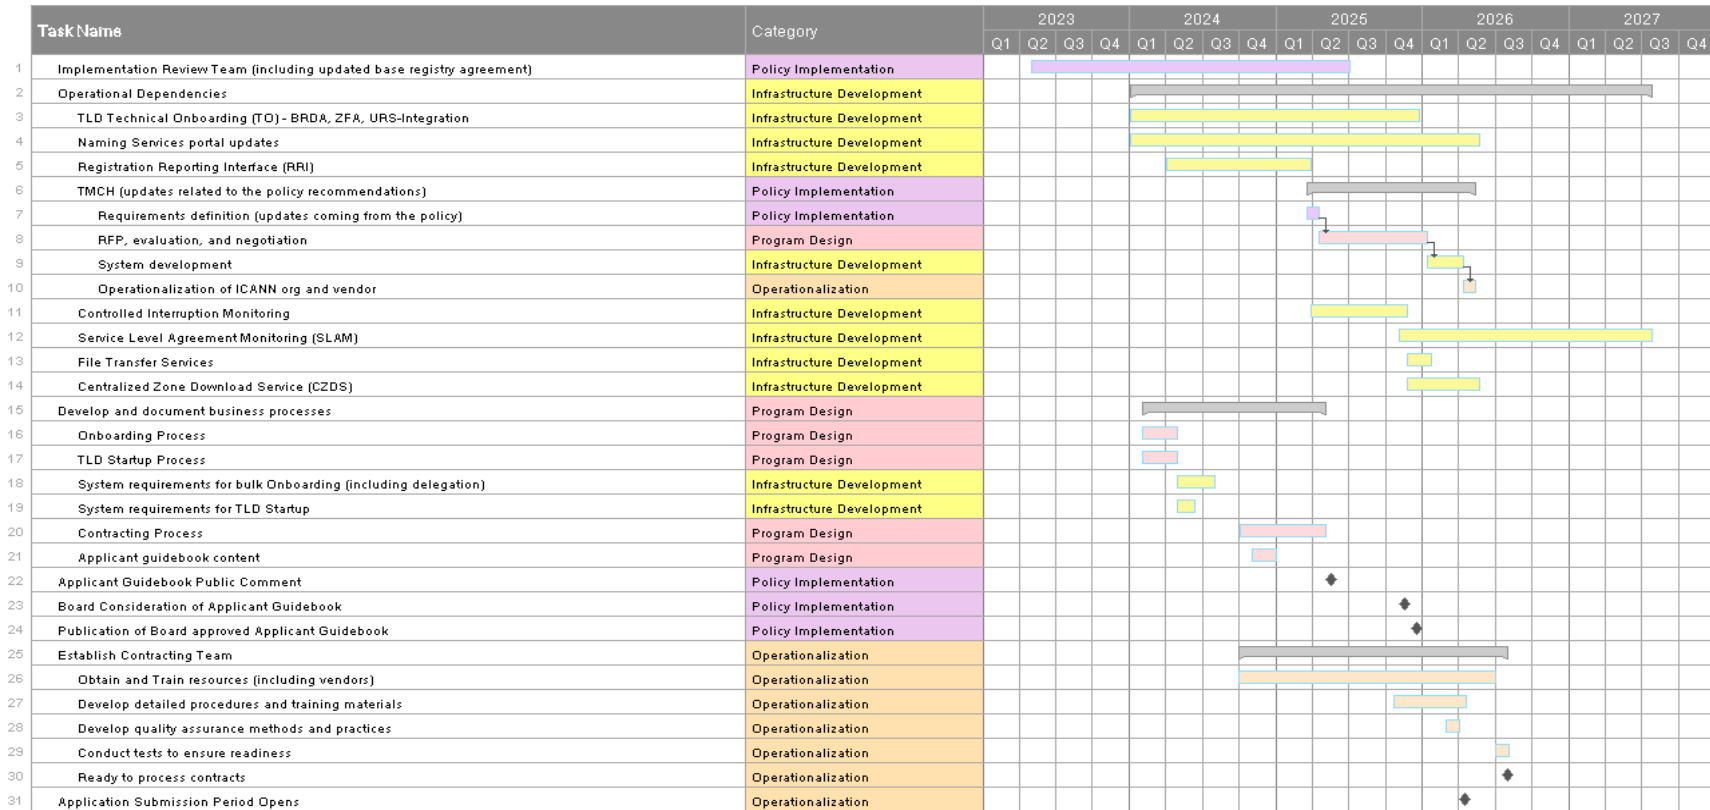 Task Name Category 2023 2024 2025 2026 2027
Q1 Q2 Q3 Q4 Q1 Q2 Q3 Q4 Q1 Q2 Q3 Q4 Q1 Q2 Q3 Q4 Q1 Q2 Q3 Q4
1 Implementation Review Team (including updated base registry agreement) Policy Implementation
2 Operational Dependencies Infrastructure Development
3 TLD Technical Onboarding (TO) - BRDA, ZFA, URS-Integration Infrastructure Development
4 Naming Services portal updates Infrastructure Development
5 Registration Reporting Interface (RRI) Infrastructure Development
6 TMCH (updates related to the policy recommendations) Policy Implementation
7 Requirements definition (updates coming from the policy) Policy Implementation
8 RFP, evaluation, and negotiation Program Design
9 System development Infrastructure Development
10 Operationalization of ICANN org and vendor Operationalization
11 Controlled Interruption Monitoring Infrastructure Development
12 Service Level Agreement Monitoring (SLAM) Infrastructure Development
13 File Transfer Services Infrastructure Development
14 Centralized Zone Download Service (CZDS) Infrastructure Development
15 Develop and document business processes Program Design
16 Onboarding Process Program Design
17 TLD Startup Process Program Design
18 System requirements for bulk Onboarding (including delegation) Infrastructure Development
19 System requirements for TLD Startup Infrastructure Development
20 Contracting Process Program Design
21 Applicant guidebook content Program Design
22 Applicant Guidebook Public Comment Policy Implementation
23 Board Consideration of Applicant Guidebook Policy Implementation
24 Publication of Board approved Applicant Guidebook Policy Implementation
25 Establish Contracting Team Operationalization
26 Obtain and Train resources (including vendors) Operationalization
27 Develop detailed procedures and training materials Operationalization
28 Develop quality assurance methods and practices Operationalization
29 Conduct tests to ensure readiness Operationalization
30 Ready to process contracts Operationalization
31 Application Submission Period Opens Operationalization